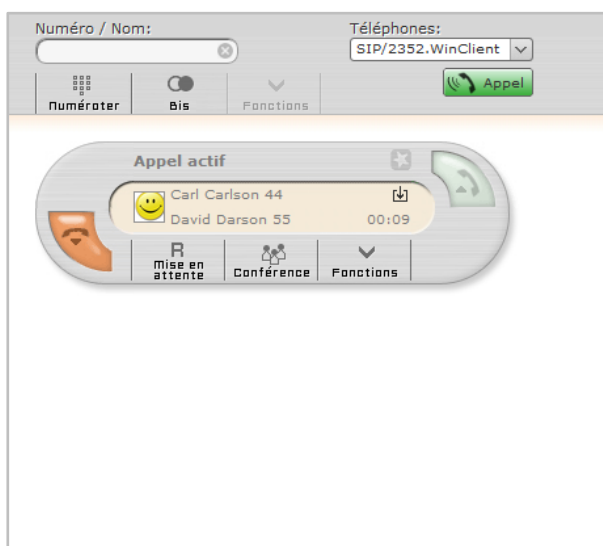 Numéro / Nom:
Téléphones:
SIP/2352.WinClient
Numéroter
Bis
Fonctions
Appel
Appel actif
Carl Carlson 44
David Darson 55
00:09
R
Mise en
attente
Conférence
Fonctions